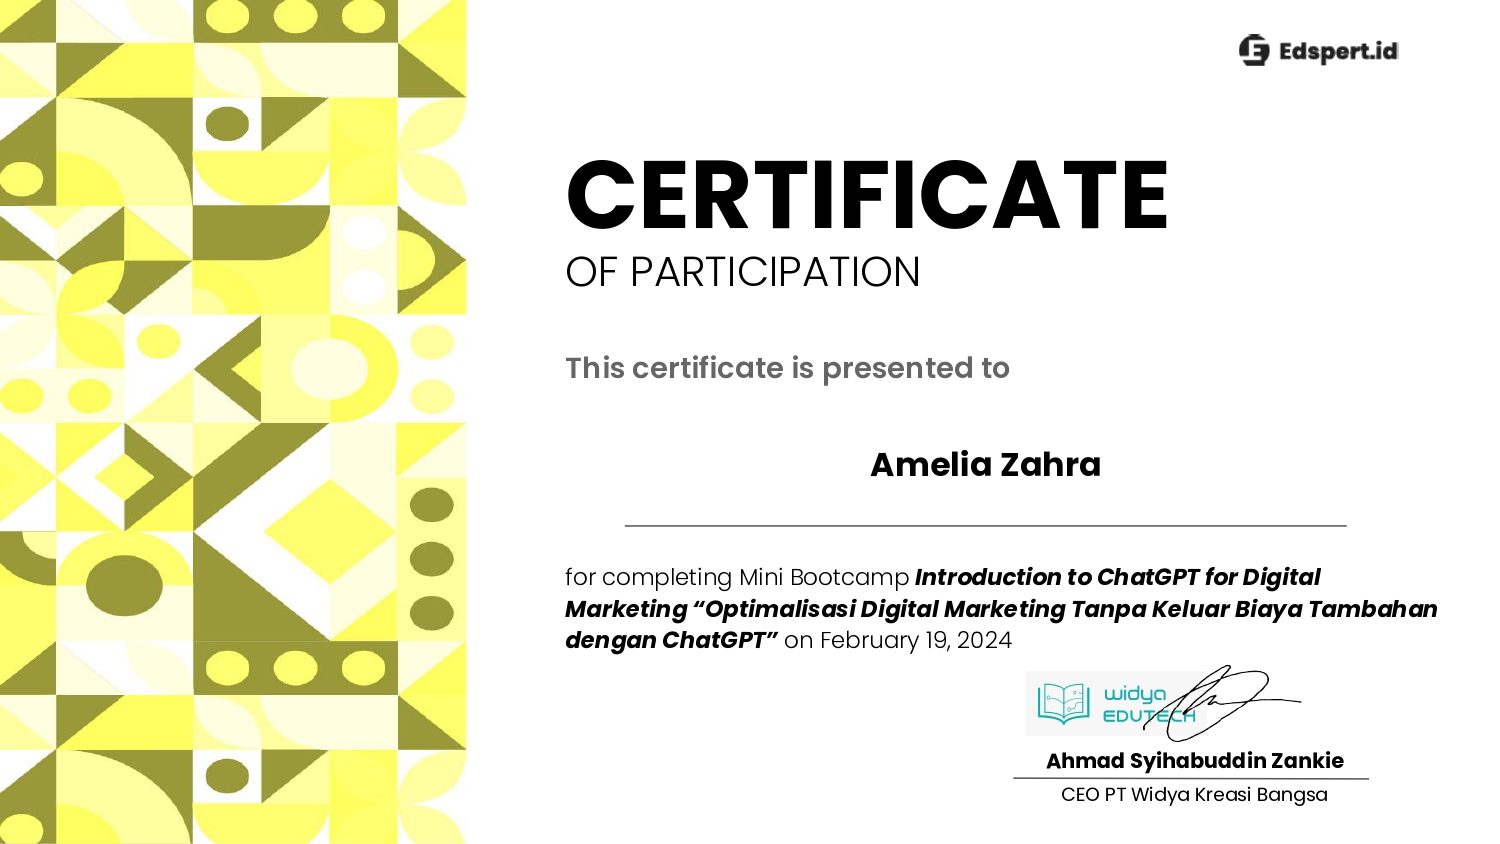 Edspert.id
CERTIFICATE
OF PARTICIPATION
This certificate is presented to
Amelia Zahra
for completing Mini Bootcamp Introduction to ChatGPT for Digital
Marketing “Optimalisasi Digital Marketing Tanpa Keluar Biaya Tambahan
dengan ChatGPT” on February 19, 2024
widya
EDUTECH
Ahmad Syihabuddin Zankie
CEO PT Widya Kreasi Bangsa